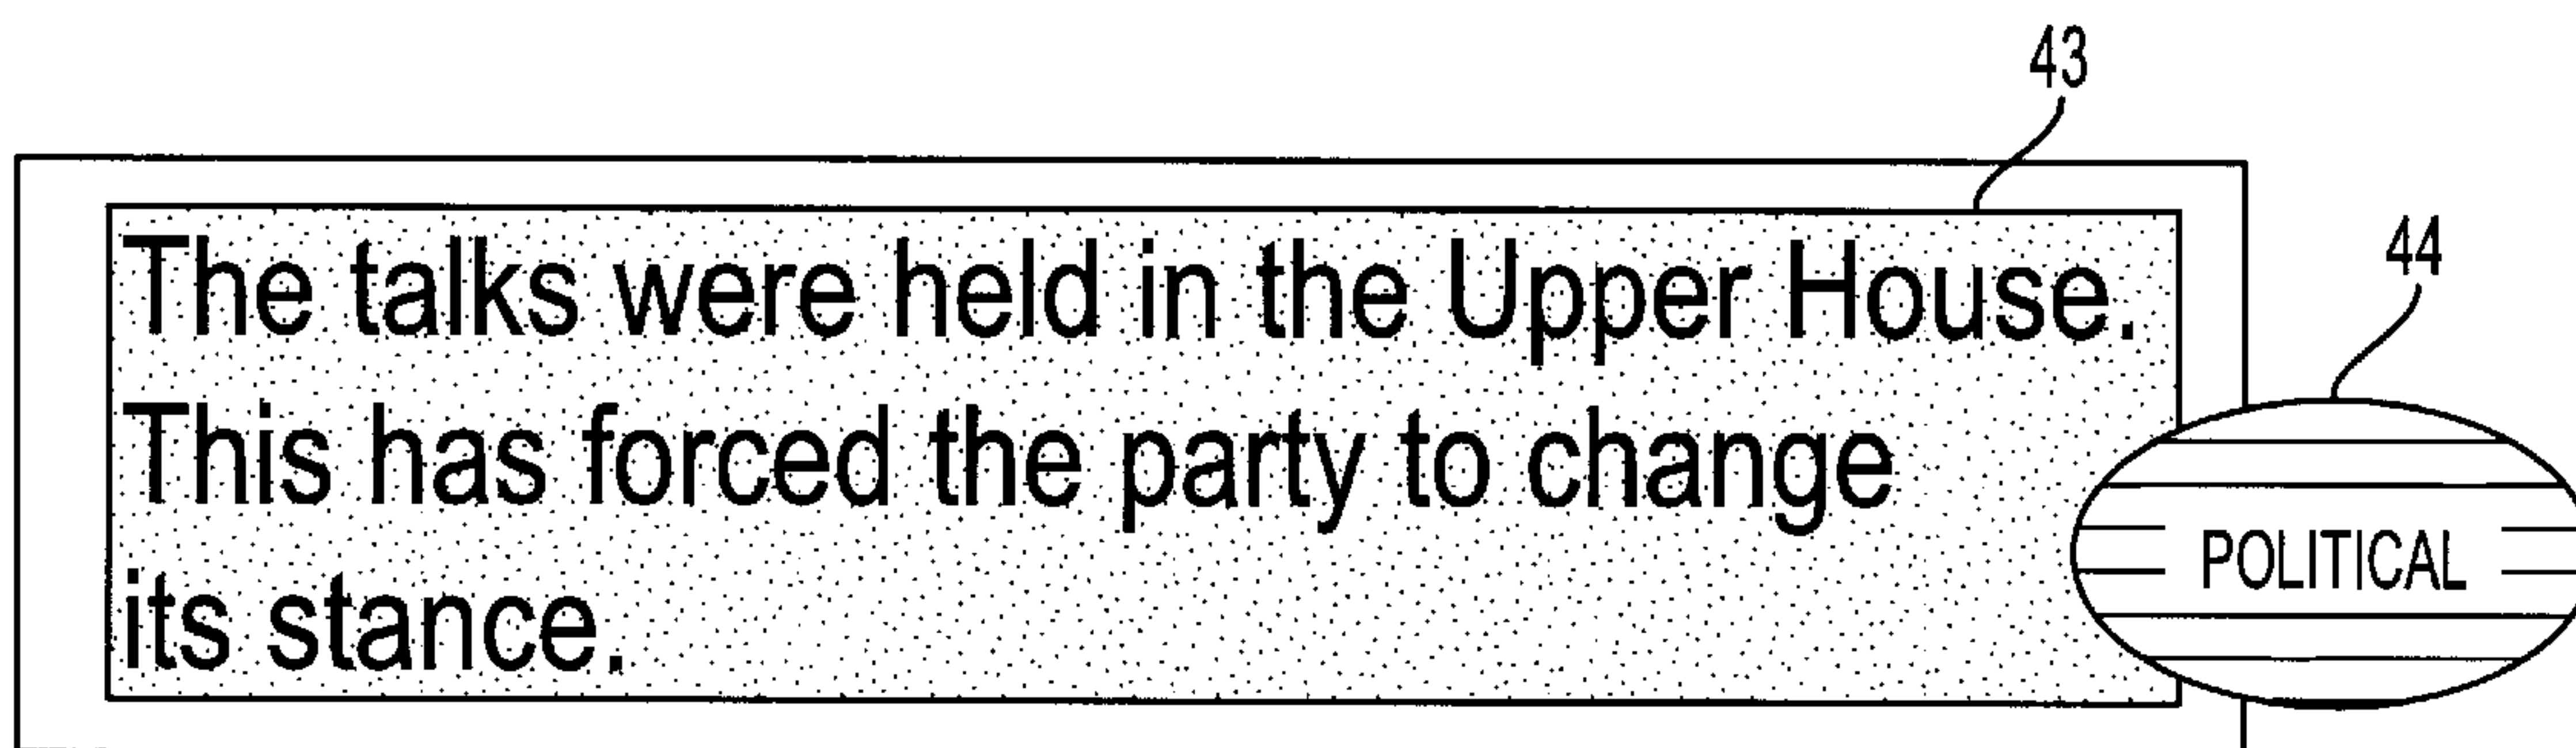 43
44
The talks were held in the Upper House.
This has forced the party to change
its stance.
POLITICAL